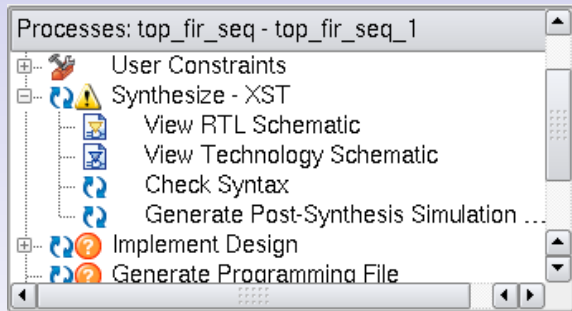 Processes: top_fir_seq - top_fir_seq_1
User Constraints
Synthesize - XST
View RTL Schematic
View Technology Schematic
Check Syntax
Generate Post-Synthesis Simulation ...
Implement Design
Generate Programming File